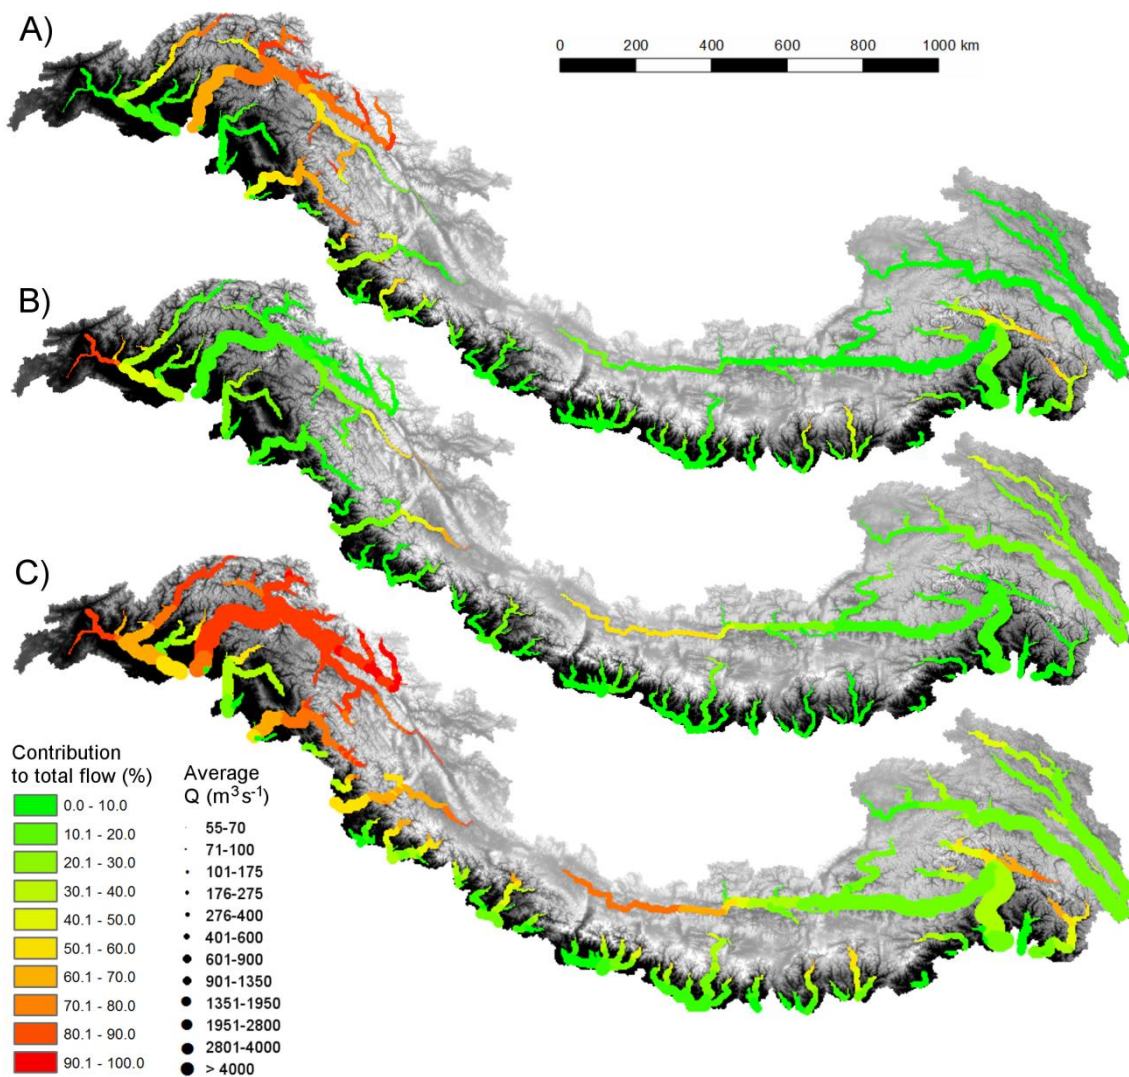 A)
0 200 400 600 800 1000 km
B)
C)
Contribution
to total flow (%)
0.0 - 10.0
10.1 - 20.0
20.1 - 30.0
30.1 - 40.0
40.1 - 50.0
50.1 - 60.0
60.1 - 70.0
70.1 - 80.0
80.1 - 90.0
90.1 - 100.0
Average
Q (m³s⁻¹)
55-70
71-100
101-175
176-275
276-400
401-600
601-900
901-1350
1351-1950
1951-2800
2801-4000
> 4000